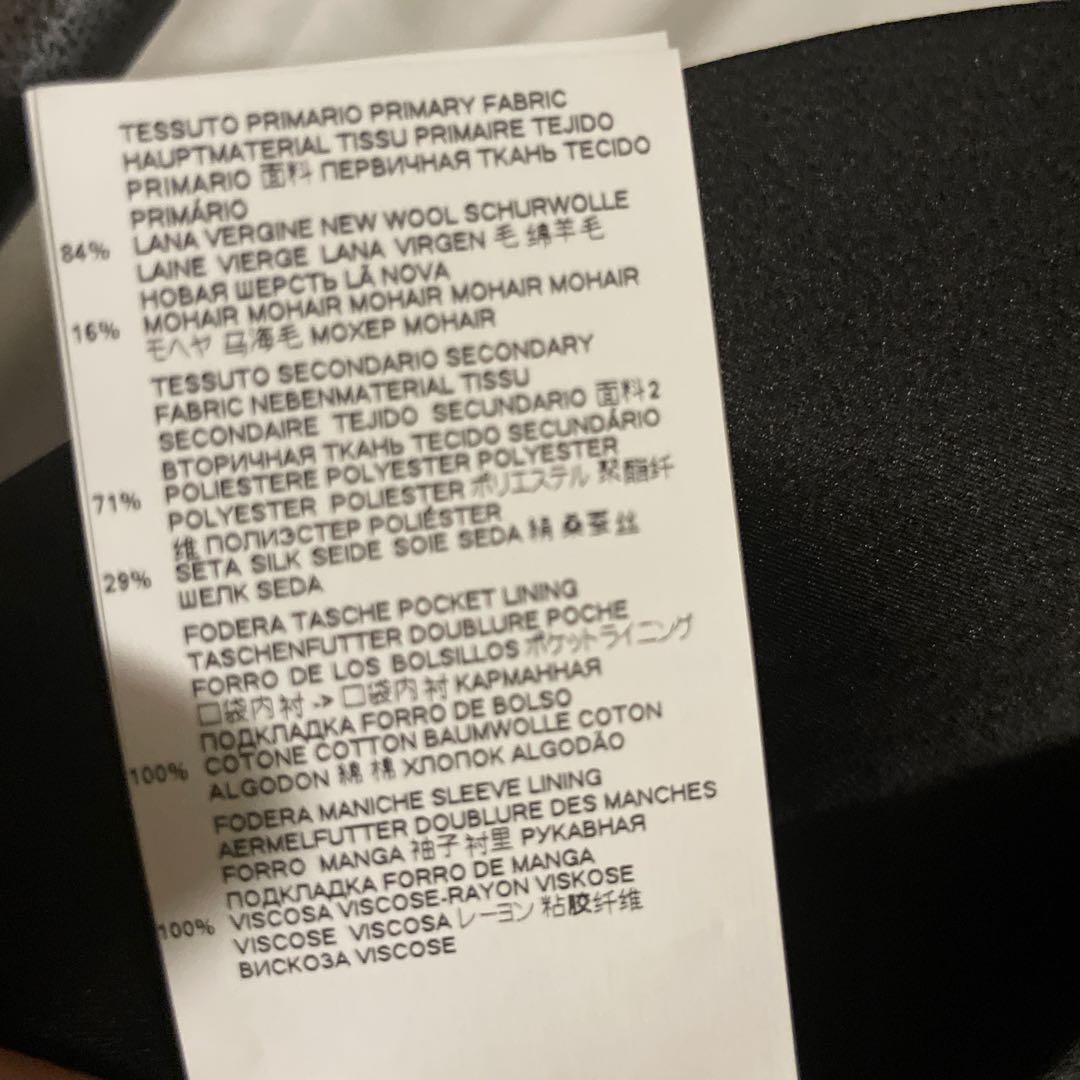 TESSUTO PRIMARIO PRIMARY FABRIC
HAUPTMATERIAL TISSU PRIMAIRE TEJIDO
PRIMARIO 面料 ПЕРВИЧНАЯ ТКАНЬ TECIDO
PRIMÁRIO
84% LANA VERGINE NEW WOOL SCHURWOLLE
LAINE VIERGE LANA VIRGEN 毛 绵羊毛
НОВАЯ ШЕРСТЬ LÃ NOVA
16% MOHAIR MOHAIR MOHAIR MOHAIR MOHAIR
モヘヤ 马海毛 МОХЕР MOHAIR
TESSUTO SECONDARIO SECONDARY
FABRIC NEBENMATERIAL TISSU
SECONDAIRE TEJIDO SECUNDARIO 面料2
ВТОРИЧНАЯ ТКАНЬ TECIDO SECUNDÁRIO
71% POLIESTERE POLYESTER POLYESTER
POLYESTER POLIESTER ポリエステル 聚酯纤
维 ПОЛИЭСТЕР POLIÉSTER
29% SETA SILK SEIDE SOIE SEDA 絹 桑蚕丝
ШЕЛК SEDA
FODERA TASCHE POCKET LINING
TASCHENFUTTER DOUBLURE POCHE
FORRO DE LOS BOLSILLOS ポケットライニング
口袋内衬 -> 口袋内衬 КАРМАННАЯ
ПОДКЛАДКА FORRO DE BOLSO
100% COTONE COTTON BAUMWOLLE COTON
ALGODON 綿 棉 ХЛОПОК ALGODÃO
FODERA MANICHE SLEEVE LINING
AERMELFUTTER DOUBLURE DES MANCHES
FORRO MANGA 袖子衬里 РУКАВНАЯ
ПОДКЛАДКА FORRO DE MANGA
100% VISCOSA VISCOSE-RAYON VISKOSE
VISCOSE VISCOSA レーヨン 粘胶纤维
ВИСКОЗА VISCOSE